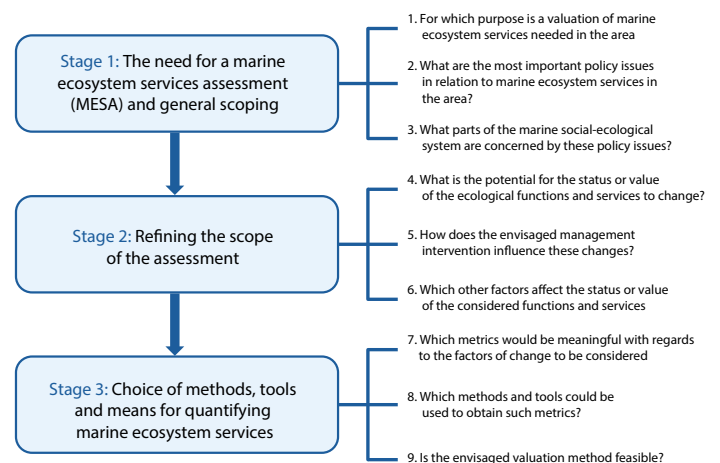 Stage 1: The need for a marine
ecosystem services assessment
(MESA) and general scoping
1. For which purpose is a valuation of marine
ecosystem services needed in the area
2. What are the most important policy issues
in relation to marine ecosystem services in
the area?
3. What parts of the marine social-ecological
system are concerned by these policy issues?
Stage 2: Refining the scope
of the assessment
4. What is the potential for the status or value
of the ecological functions and services to change?
5. How does the envisaged management
intervention influence these changes?
6. Which other factors affect the status or value
of the considered functions and services
Stage 3: Choice of methods, tools
and means for quantifying
marine ecosystem services
7. Which metrics would be meaningful with regards
to the factors of change to be considered
8. Which methods and tools could be
used to obtain such metrics?
9. Is the envisaged valuation method feasible?